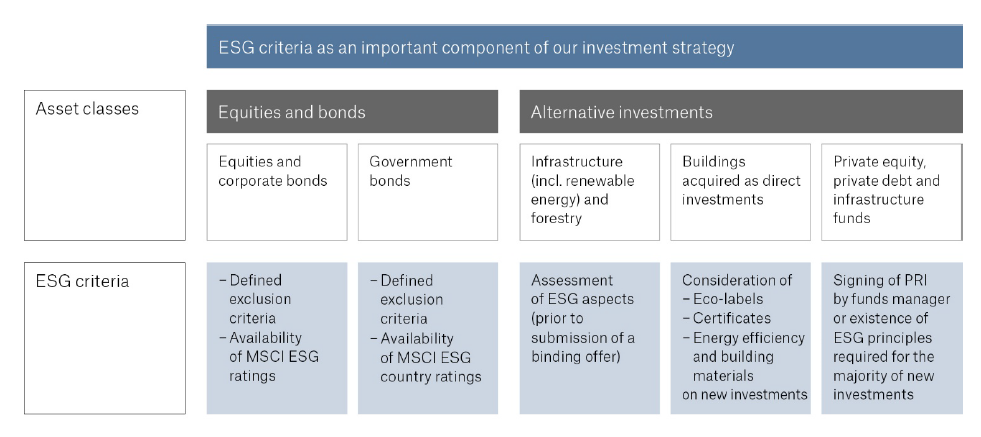 ESG criteria as an important component of our investment strategy
Asset classes
Equities and bonds
Alternative investments
Equities and
corporate bonds
Government
bonds
Infrastructure
(incl. renewable
energy) and
forestry
Buildings
acquired as direct
investments
Private equity,
private debt and
infrastructure
funds
ESG criteria
– Defined
exclusion
criteria
– Availability
of MSCI ESG
ratings
– Defined
exclusion
criteria
– Availability
of MSCI ESG
country ratings
Assessment
of ESG aspects
(prior to
submission of a
binding offer)
Consideration of
– Eco-labels
– Certificates
– Energy efficiency
and building
materials
on new investments
Signing of PRI
by funds manager
or existence of
ESG principles
required for the
majority of new
investments